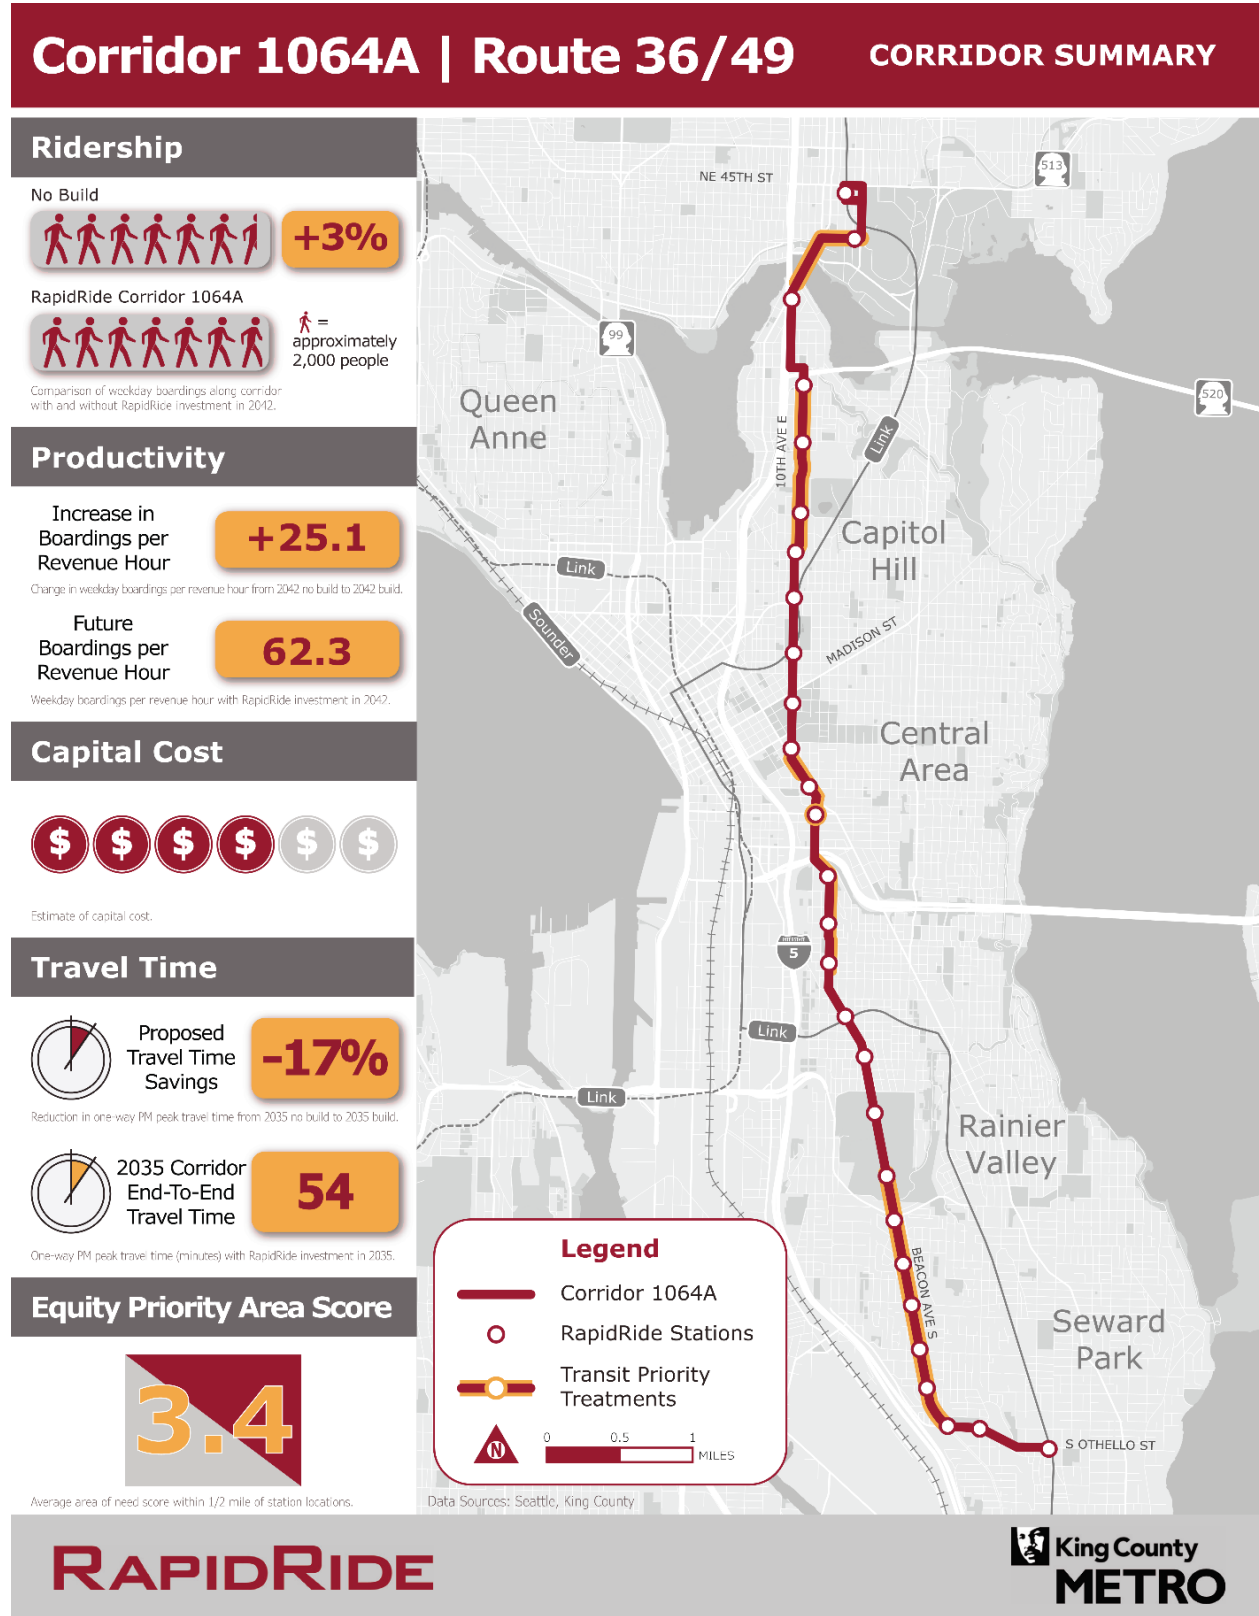 Corridor 1064A | Route 36/49
CORRIDOR SUMMARY
Ridership
No Build
+3%
RapidRide Corridor 1064A
=
approximately
2,000 people
Comparison of weekday boardings along corridor
with and without RapidRide investment in 2042.
Productivity
Increase in
Boardings per
Revenue Hour
+25.1
Change in weekday boardings per revenue hour from 2042 no build to 2042 build.
Future
Boardings per
Revenue Hour
62.3
Weekday boardings per revenue hour with RapidRide investment in 2042.
Capital Cost
$ $ $ $ $ $
Estimate of capital cost.
Travel Time
Proposed
Travel Time
Savings
-17%
Reduction in one-way PM peak travel time from 2035 no build to 2035 build.
2035 Corridor
End-To-End
Travel Time
54
One-way PM peak travel time (minutes) with RapidRide investment in 2035.
Equity Priority Area Score
3.4
Average area of need score within 1/2 mile of station locations.
NE 45TH ST
513
99
520
Queen
Anne
10TH AVE E
Link
Capitol
Hill
Link
Sounder
MADISON ST
Central
Area
5
Link
Link
Rainier
Valley
BEACON AVE S
Seward
Park
S OTHELLO ST
Legend
Corridor 1064A
RapidRide Stations
Transit Priority
Treatments
N
0 0.5 1
MILES
Data Sources: Seattle, King County
RAPIDRIDE
King County
METRO